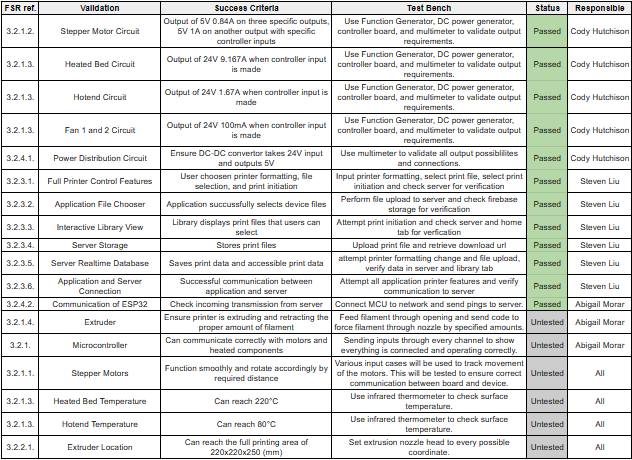 FSR ref. Validation Success Criteria Test Bench Status Responsible
3.2.1.2. Stepper Motor Circuit Output of 5V 0.84A on three specific outputs, 5V 1A on another output with specific controller inputs Use Function Generator, DC power generator, controller board, and multimeter to validate output requirements. Passed Cody Hutchison
3.2.1.3. Heated Bed Circuit Output of 24V 9.167A when controller input is made Use Function Generator, DC power generator, controller board, and multimeter to validate output requirements. Passed Cody Hutchison
3.2.1.3. Hotend Circuit Output of 24V 1.67A when controller input is made Use Function Generator, DC power generator, controller board, and multimeter to validate output requirements. Passed Cody Hutchison
3.2.1.3. Fan 1 and 2 Circuit Output of 24V 100mA when controller input is made Use Function Generator, DC power generator, controller board, and multimeter to validate output requirements. Passed Cody Hutchison
3.2.4.1. Power Distribution Circuit Ensure DC-DC convertor takes 24V input and outputs 5V Use multimeter to validate all output possiblilites and connections. Passed Cody Hutchison
3.2.3.1. Full Printer Control Features User choosen printer formatting, file selection, and print initiation Input printer formatting, select print file, select print initiation and check server for verification Passed Steven Liu
3.2.3.2. Application File Chooser Application succussfully selects device files Perform file upload to server and check firebase storage for verification Passed Steven Liu
3.2.3.3. Interactive Library View Library displays print files that users can select Attempt print initiation and check server and home tab for verification Passed Steven Liu
3.2.3.4. Server Storage Stores print files Upload print file and retrieve download url Passed Steven Liu
3.2.3.5. Server Realtime Database Saves print data and accessible print data attempt printer formatting change and file upload, verify data in server and library tab Passed Steven Liu
3.2.3.6. Application and Server Connection Successful communication between application and server Attempt all application printer features and verify communication to server Passed Steven Liu
3.2.4.2. Communication of ESP32 Check incoming transmission from server Connect MCU to network and send pings to server. Passed Abigail Morar
3.2.1.4. Extruder Ensure printer is extruding and retracting the proper amount of filament Feed filament through opening and send code to force filament through nozzle by specified amounts. Untested Abigail Morar
3.2.1. Microcontroller Can communicate correctly with motors and heated components Sending inputs through every channel to show everything is connected and operating correctly. Untested Abigail Morar
3.2.1.1. Stepper Motors Function smoothly and rotate accordingly by required distance Various input cases will be used to track movement of the motors. This will be tested to ensure correct communication between board and device. Untested All
3.2.1.3. Heated Bed Temperature Can reach 220°C Use infrared thermometer to check surface temperature. Untested All
3.2.1.3. Hotend Temperature Can reach 80°C Use infrared thermometer to check surface temperature. Untested All
3.2.2.1. Extruder Location Can reach the full printing area of 220x220x250 (mm) Set extrusion nozzle head to every possible coordinate. Untested All